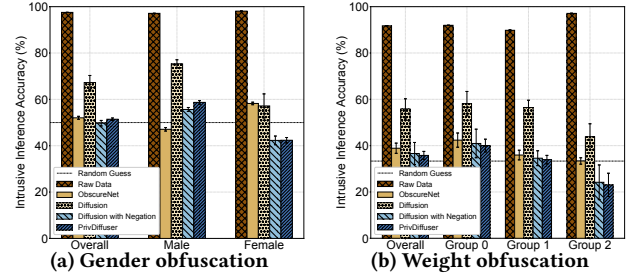 100
80
60
40
20
0
Intrusive Inference Accuracy (%)
Random Guess
Raw Data
ObscureNet
Diffusion
Diffusion with Negation
PrivDiffuser
Overall Male Female
(a) Gender obfuscation
100
80
60
40
20
0
Intrusive Inference Accuracy (%)
Random Guess
Raw Data
ObscureNet
Diffusion
Diffusion with Negation
PrivDiffuser
Overall Group 0 Group 1 Group 2
(b) Weight obfuscation